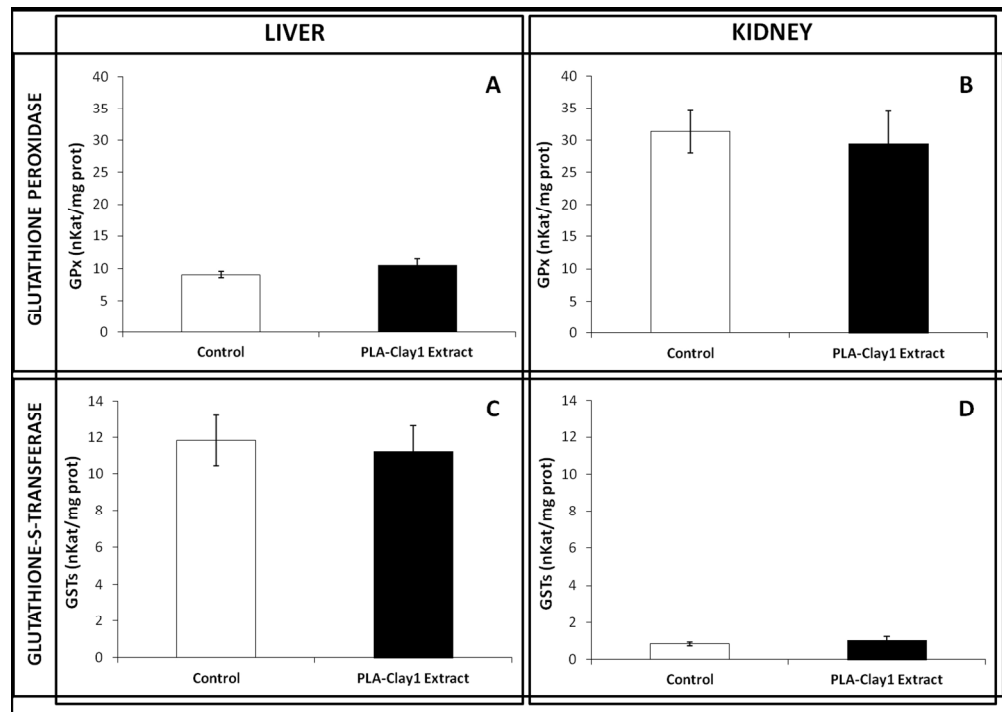 LIVER
KIDNEY
GLUTATHIONE PEROXIDASE
A
GPx (nKat/mg prot)
40
35
30
25
20
15
10
5
0
Control
PLA-Clay1 Extract
B
GPx (nKat/mg prot)
40
35
30
25
20
15
10
5
0
Control
PLA-Clay1 Extract
GLUTATHIONE-S-TRANSFERASE
C
GSTs (nKat/mg prot)
14
12
10
8
6
4
2
0
Control
PLA-Clay1 Extract
D
GSTs (nKat/mg prot)
14
12
10
8
6
4
2
0
Control
PLA-Clay1 Extract